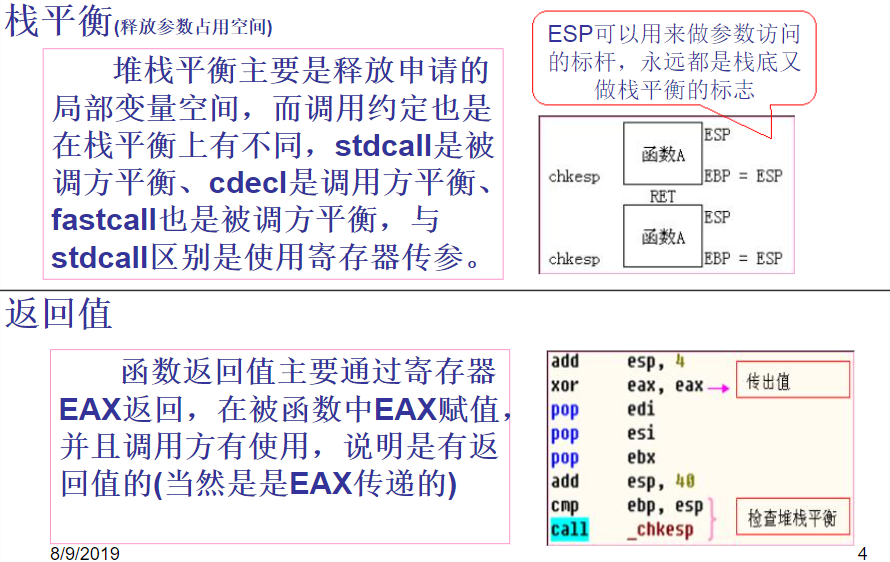 栈平衡(释放参数占用空间)
堆栈平衡主要是释放申请的
局部变量空间，而调用约定也是
在栈平衡上有不同，stdcall是被
调方平衡、cdecl是调用方平衡、
fastcall也是被调方平衡，与
stdcall区别是使用寄存器传参。
ESP可以用来做参数访问
的标杆，永远都是栈底又
做栈平衡的标志
函数A
ESP
chkesp
EBP = ESP
RET
函数A
ESP
chkesp
EBP = ESP
返回值
函数返回值主要通过寄存器
EAX返回，在被函数中EAX赋值，
并且调用方有使用，说明是有返
回值的(当然是是EAX传递的)
add esp, 4
xor eax, eax
传出值
pop edi
pop esi
pop ebx
add esp, 40
cmp ebp, esp
call _chkesp
检查堆栈平衡
8/9/2019
4